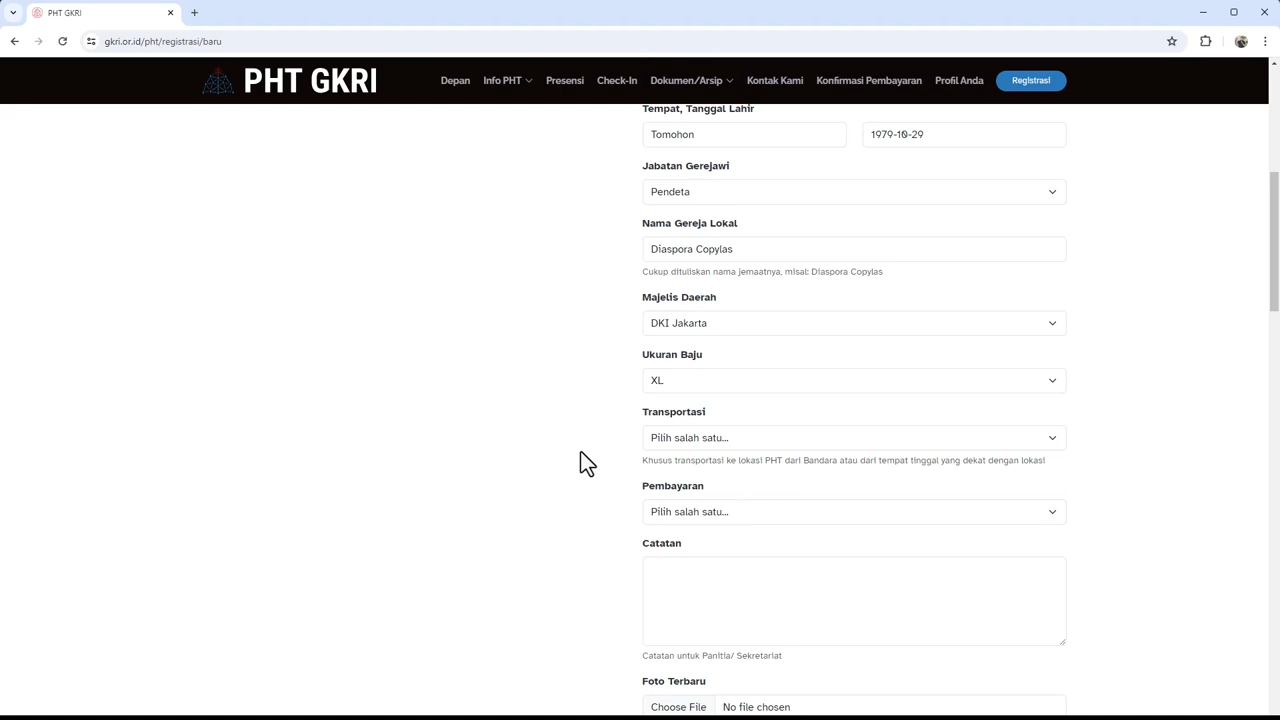 PHT GKRI
gkri.or.id/pht/registrasi/baru
PHT GKRI
Depan Info PHT Presensi Check-In Dokumen/Arsip Kontak Kami Konfirmasi Pembayaran Profil Anda Registrasi
Tempat, Tanggal Lahir
Tomohon 1979-10-29
Jabatan Gerejawi
Pendeta
Nama Gereja Lokal
Diaspora Copylas
Cukup dituliskan nama jemaatnya, misal: Diaspora Copylas
Majelis Daerah
DKI Jakarta
Ukuran Baju
XL
Transportasi
Pilih salah satu...
Khusus transportasi ke lokasi PHT dari Bandara atau dari tempat tinggal yang dekat dengan lokasi
Pembayaran
Pilih salah satu...
Catatan
Catatan untuk Panitia/ Sekretariat
Foto Terbaru
Choose File No file chosen